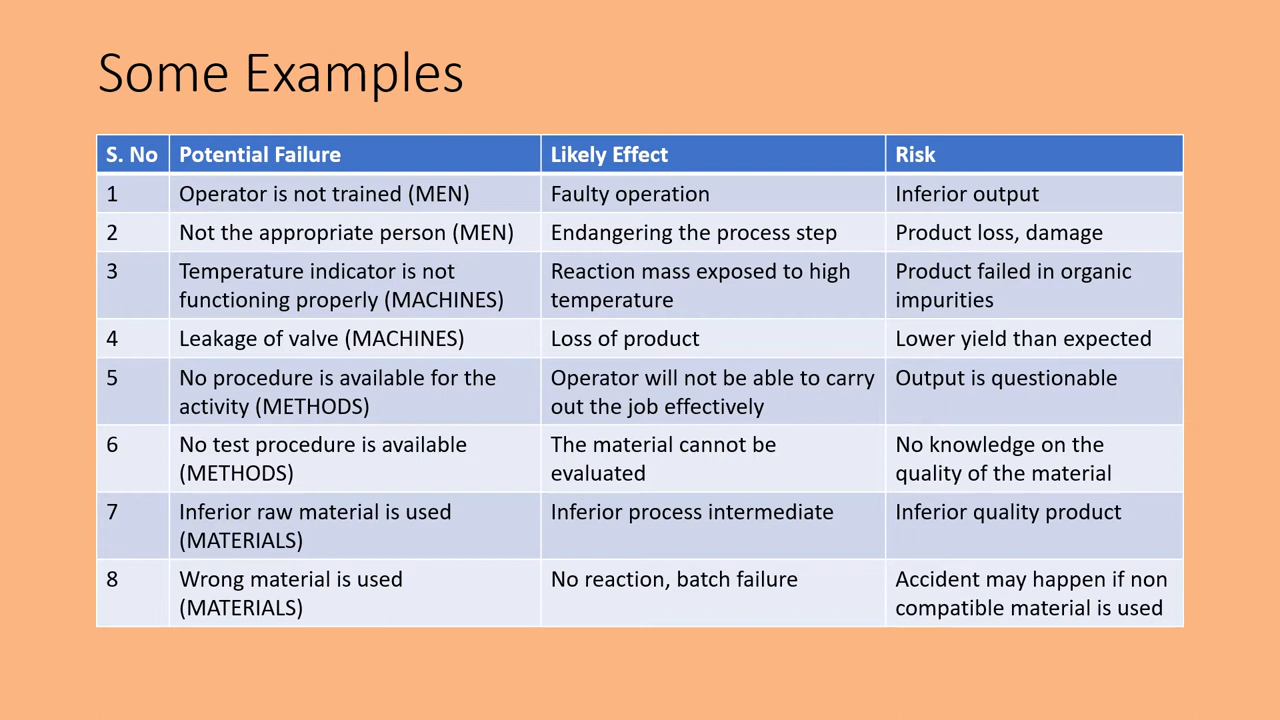 Some Examples
S. No Potential Failure Likely Effect Risk
1 Operator is not trained (MEN) Faulty operation Inferior output
2 Not the appropriate person (MEN) Endangering the process step Product loss, damage
3 Temperature indicator is not Reaction mass exposed to high Product failed in organic
functioning properly (MACHINES) temperature impurities
4 Leakage of valve (MACHINES) Loss of product Lower yield than expected
5 No procedure is available for the Operator will not be able to carry Output is questionable
activity (METHODS) out the job effectively
6 No test procedure is available The material cannot be No knowledge on the
(METHODS) evaluated quality of the material
7 Inferior raw material is used Inferior process intermediate Inferior quality product
(MATERIALS)
8 Wrong material is used No reaction, batch failure Accident may happen if non
(MATERIALS) compatible material is used